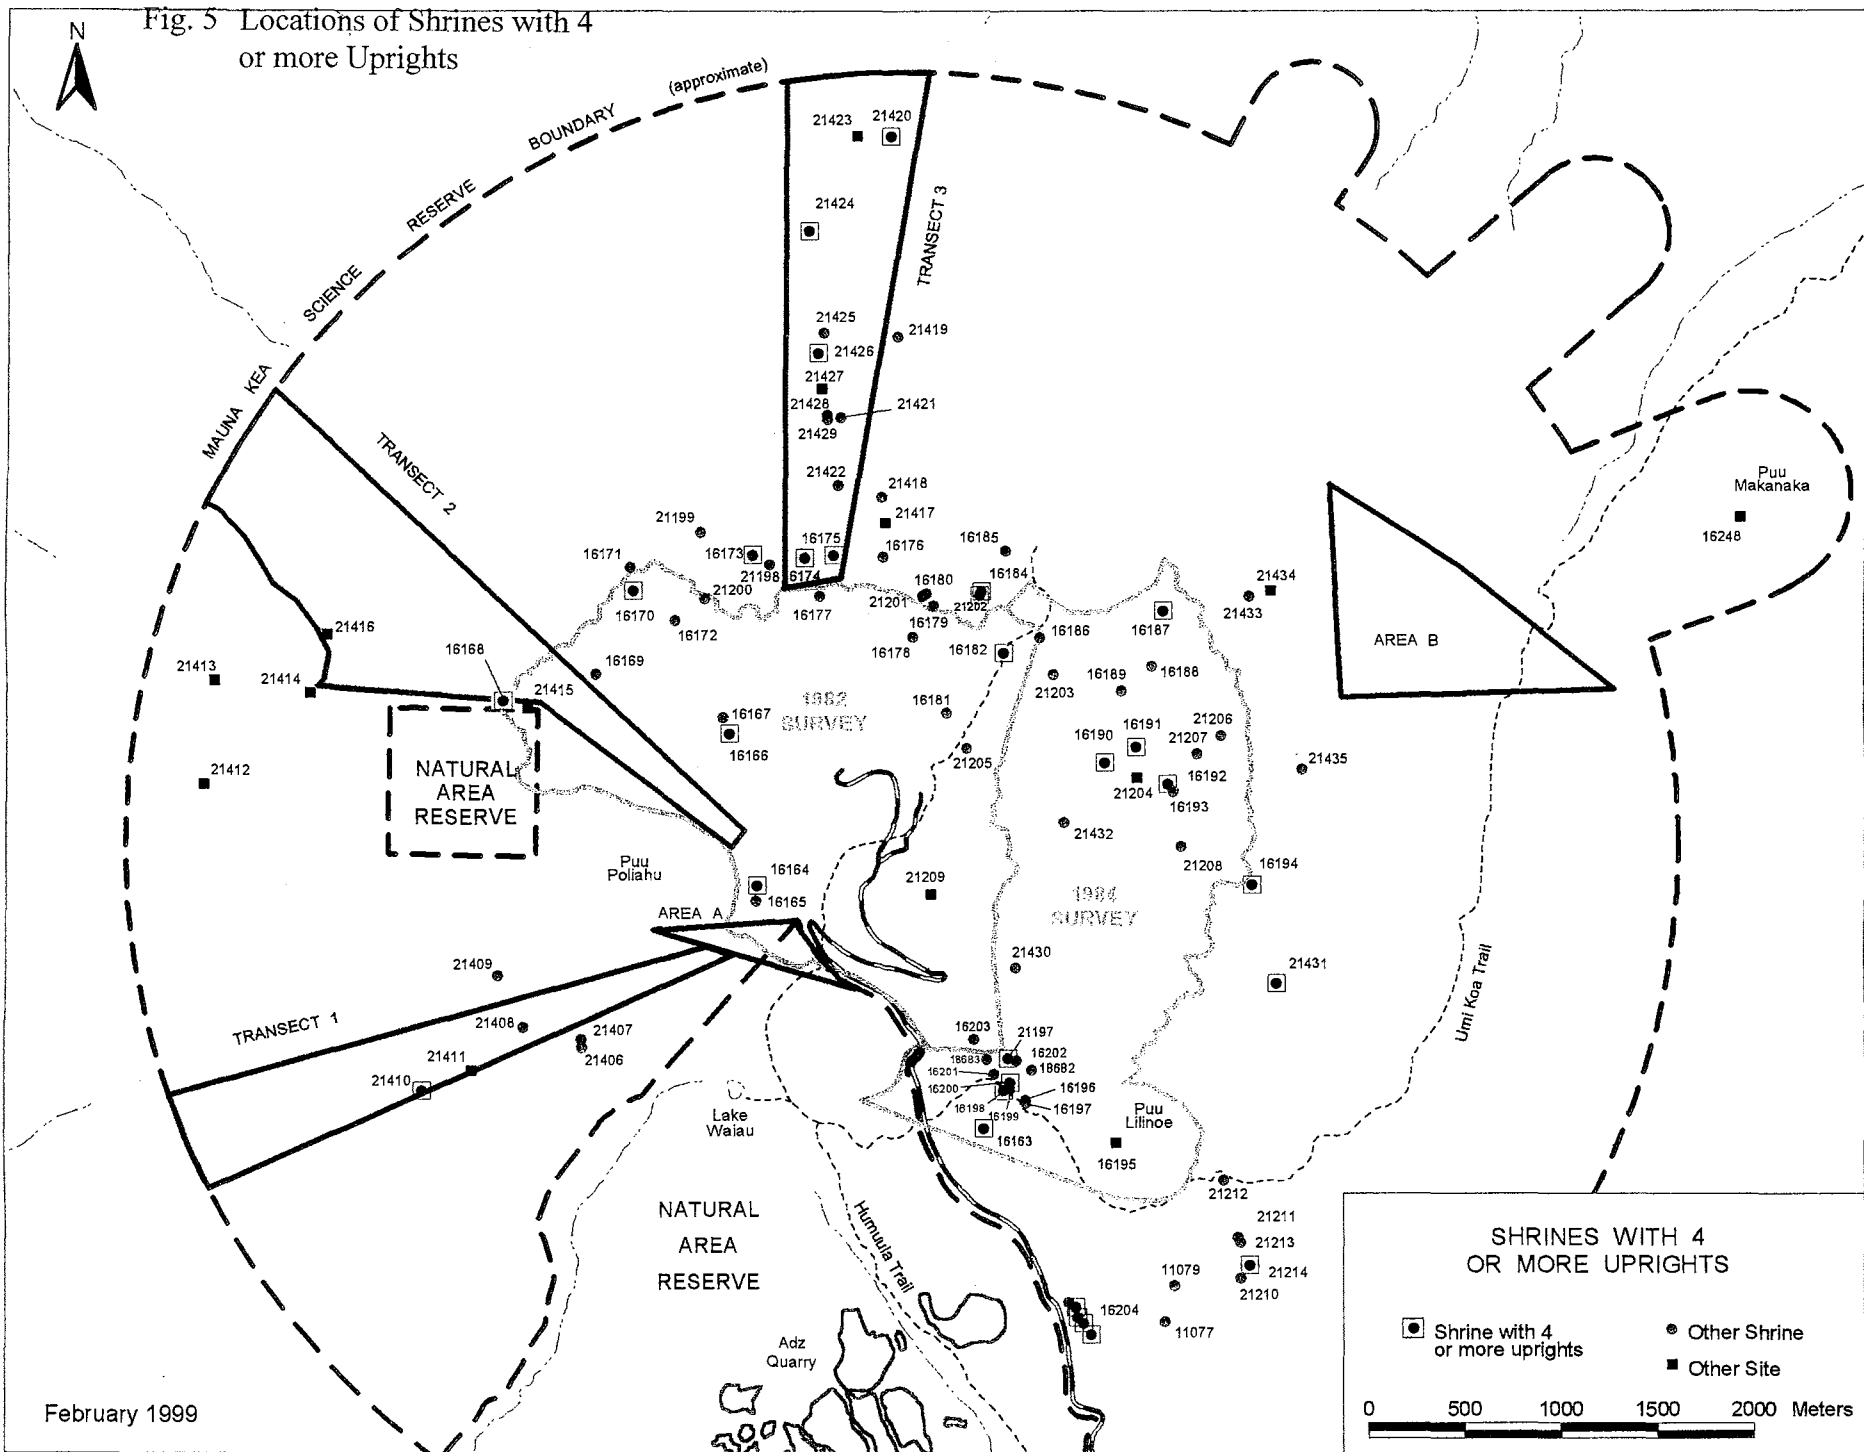 Fig. 5 Locations of Shrines with 4
or more Uprights
N
(approximate)
BOUNDARY
RESERVE
SCIENCE
KEA
MAUNA
21423
21420
21424
TRANSECT 3
21425
21419
21426
21427
21428
21421
21429
TRANSECT 2
21422
21418
21417
Puu
Makanaka
16248
21199
16171
16173
16175
16176
16185
21198
16174
16180
16184
21434
21200
21201
21202
21433
16170
16177
16179
16187
AREA B
16172
16178
16182
16186
21416
16168
16169
16188
16189
21413
21414
21415
21203
1982
SURVEY
16181
16167
16166
21206
16191
21207
16190
21205
21435
16192
21204
16193
21412
NATURAL
AREA
RESERVE
21432
21208
Puu
Poliahu
16164
16194
21209
16165
1984
SURVEY
AREA A
21430
21431
21409
Umi Koa Trail
TRANSECT 1
21408
21407
21406
21411
21410
16203
21197
18683
16202
16201
18682
16200
16196
16198
16199
16197
Puu
Lilinoe
Lake
Waiau
16163
16195
21212
NATURAL
AREA
RESERVE
Humuula Trail
21211
21213
21214
21210
11079
16204
11077
Adz
Quarry
SHRINES WITH 4
OR MORE UPRIGHTS
Shrine with 4
or more uprights
Other Shrine
Other Site
0 500 1000 1500 2000 Meters
February 1999